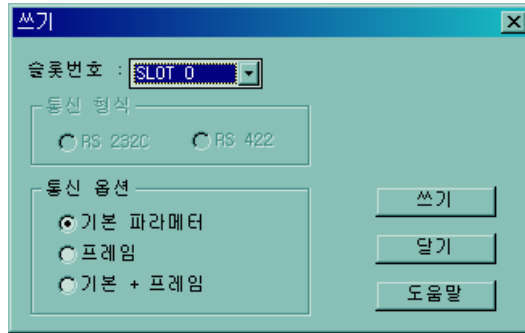 쓰기
슬롯번호 : SLOT 0
통신 형식
RS 232C RS 422
통신 옵션
기본 파라메터
프레임
기본 + 프레임
쓰기
닫기
도움말